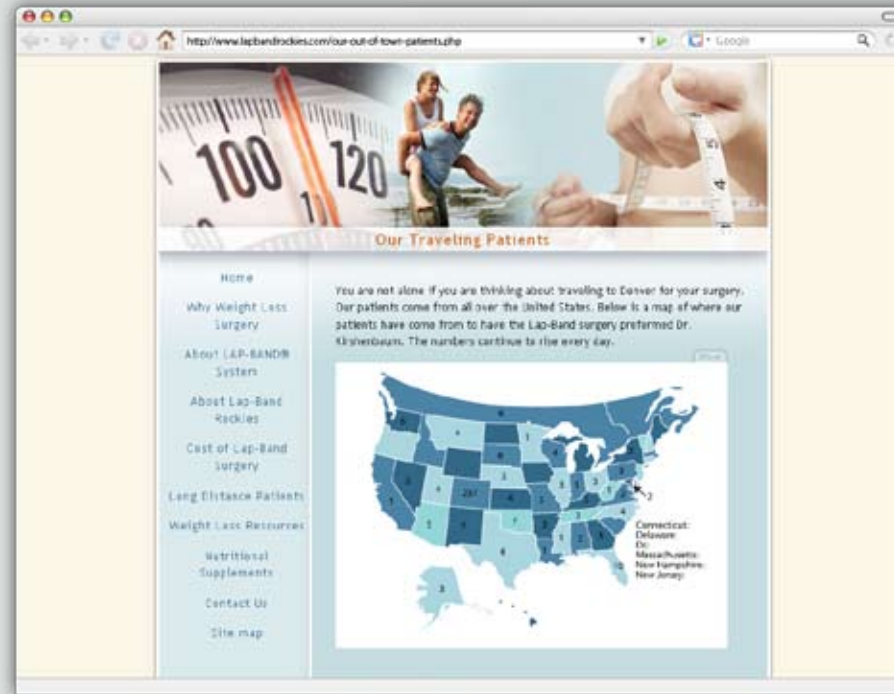 http://www.lapbandrockies.com/our-out-of-town-patients.php
Google
100
120
Our Traveling Patients
Home
Why Weight Loss
Surgery
About LAP-BAND®
System
About Lap-Band
Rockies
Cost of Lap-Band
Surgery
Long Distance Patients
Weight Loss Resources
Nutritional
Supplements
Contact Us
Site map
You are not alone if you are thinking about traveling to Denver for your surgery.
Our patients come from all over the United States. Below is a map of where our
patients have come from to have the Lap-Band surgery preformed Dr.
Kirshenbaum. The numbers continue to rise every day.
Connecticut:
Delaware:
Dc:
Massachusetts:
New Hampshire:
New Jersey: